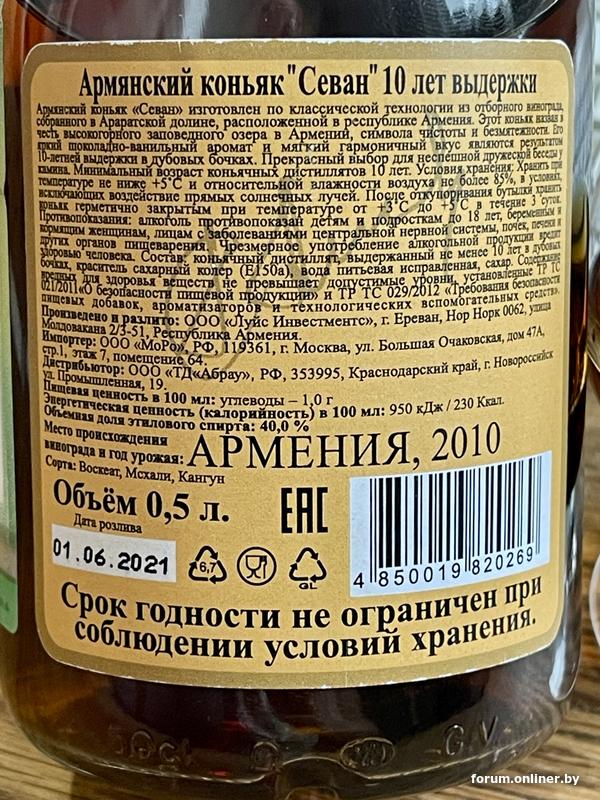 Армянский коньяк "Севан" 10 лет выдержки
Армянский коньяк «Севан» изготовлен по классической технологии из отборного винограда,
собранного в Араратской долине, расположенной в республике Армения. Этот коньяк назван в
честь высокогорного заповедного озера в Армений, символа чистоты и безмятежности. Его
яркий шоколадно-ванильный аромат и мягкий гармоничный вкус являются результатом
10-летней выдержки в дубовых бочках. Прекрасный выбор для неспешной дружеской беседы у
камина. Минимальный возраст коньячных дистиллятов 10 лет. Условия хранения: Хранить при
температуре не ниже +5°С и относительной влажности воздуха не более 85%, в условиях,
исключающих воздействие прямых солнечных лучей. После откупоривания бутылки хранить
коньяк герметично закрытым при температуре от +3°С до +5°С в течение 3 суток.
Противопоказания: алкоголь противопоказан детям и подросткам до 18 лет, беременным и
кормящим женщинам, лицам с заболеваниями центральной нервной системы, почек, печени и
других органов пищеварения. Чрезмерное употребление алкогольной продукции вредит
здоровью человека. Состав: коньячный дистиллят, выдержанный не менее 10 лет в дубовых
бочках, краситель сахарный колер (Е150а), вода питьевая исправленная, сахар. Содержание
вредных для здоровья веществ не превышает допустимые уровни, установленные ТР ТС
021/2011«О безопасности пищевой продукции» и ТР ТС 029/2012 «Требования безопасности
пищевых добавок, ароматизаторов и технологических вспомогательных средств».
Произведено и разлито: ООО «Луйс Инвестментс», г. Ереван, Нор Норк 0062, улица
Молдовакана 2/3-51, Республика Армения.
Импортер: ООО «МоРо», РФ, 119361, г. Москва, ул. Большая Очаковская, дом 47А,
стр.1, этаж 7, помещение 64.
Дистрибьютор: ООО «ТД«Абрау», РФ, 353995, Краснодарский край, г. Новороссийск
ул. Промышленная, 19.
Пищевая ценность в 100 мл: углеводы – 1,0 г
Энергетическая ценность (калорийность) в 100 мл: 950 кДж / 230 Ккал.
Объемная доля этилового спирта: 40,0 %
Место происхождения
винограда и год урожая: АРМЕНИЯ, 2010
Сорта: Воскеат, Мсхали, Кангун
Объём 0,5 л.
EAC
Дата розлива
01.06.2021
6,7
GL
4 850019 820269
Срок годности не ограничен при
соблюдении условий хранения.
forum.onliner.by